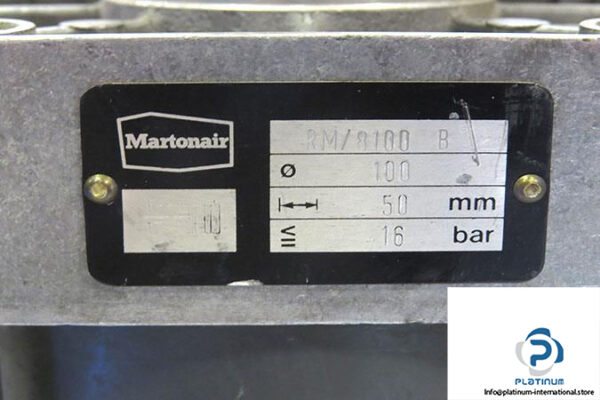 Martonair
RM/8100 B
Ø 100
50 mm
≤ 16 bar
PLATINUM
Info@platinum-international.store